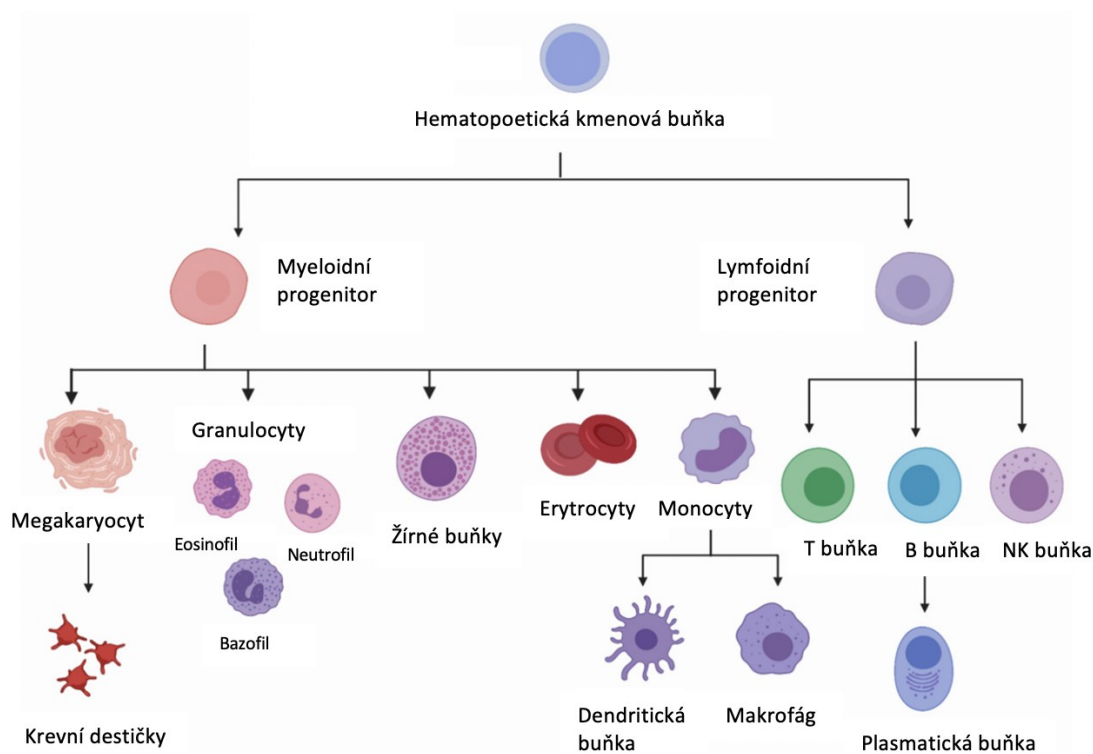 Hematopoetická kmenová buňka
Myeloidní
progenitor
Lymfoidní
progenitor
Granulocyty
Megakaryocyt
Eosinofil
Neutrofil
Bazofil
Žírné buňky
Erytrocyty
Monocyty
T buňka
B buňka
NK buňka
Krevní destičky
Dendritická
buňka
Makrofág
Plasmatická buňka